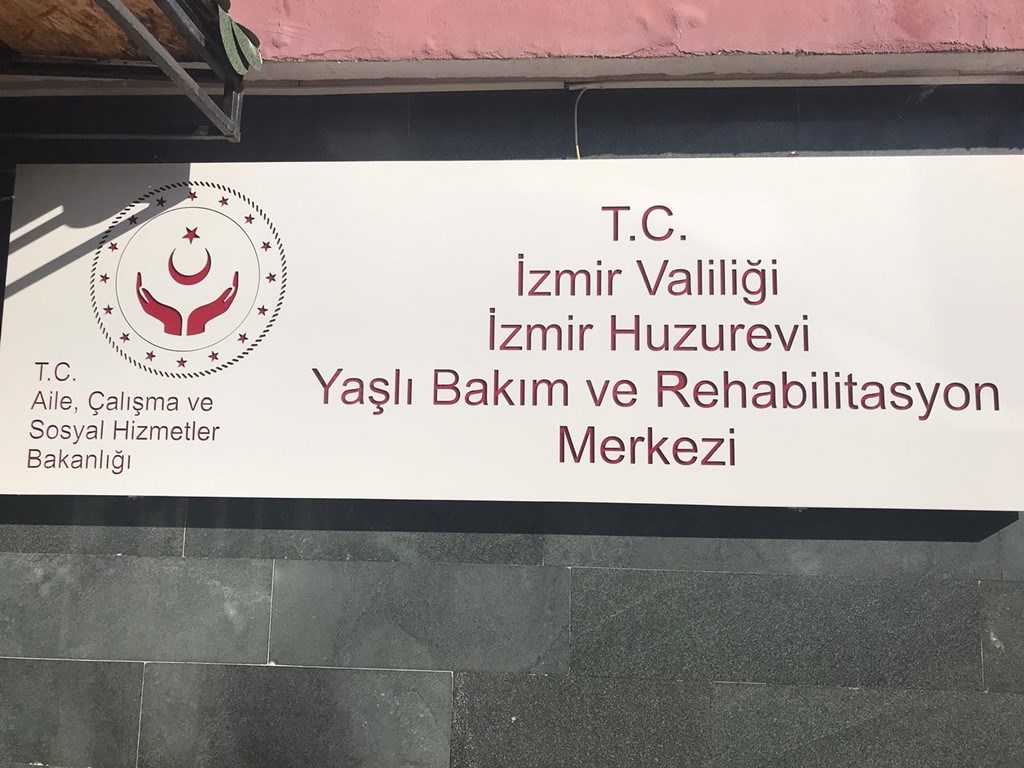 T.C.
Aile, Çalışma ve
Sosyal Hizmetler
Bakanlığı
T.C.
İzmir Valiliği
İzmir Huzurevi
Yaşlı Bakım ve Rehabilitasyon
Merkezi